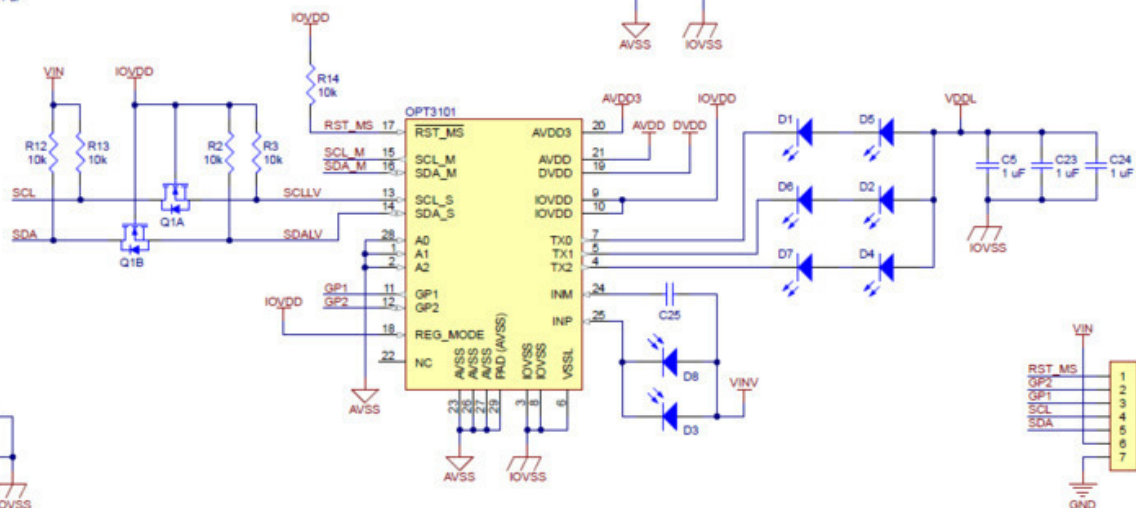 AVSS IOVSS
IOVDD
VIN IOVDD
R14
10k
OPT3101
AVDD3 IOVDD
AVDD DVDD
VDDL
R12
10k
R13
10k
R2
10k
R3
10k
RST_MS 17 RST_MS
SCL_M 15 SCL_M
SDA_M 16 SDA_M
SCL
Q1A
SCLLV 13 SCL_S
SDA
Q1B
SDALV 14 SDA_S
28 A0
1 A1
2 A2
GP1 11 GP1
GP2 12 GP2
IOVDD
18 REG_MODE
22 NC
AVSS
AVDD3 20
AVDD 21
DVDD 19
IOVDD 9
IOVDD 10
TX0 7
TX1 5
TX2 4
INM 24
INP 25
AVSS
AVSS
AVSS
PAD (AVSS)
IOVSS
IOVSS
VSSL
23
26
27
29
3
8
6
AVSS IOVSS
D1 D5
D6 D2
D7 D4
C5
1 uF
C23
1 uF
C24
1 uF
IOVSS
C25
D8
D3
VINV
VIN
RST_MS 1
GP2 2
GP1 3
SCL 4
SDA 5
6
7
GND